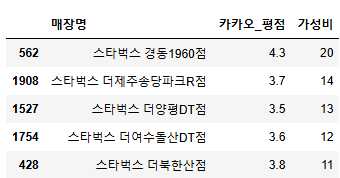 매장명 카카오_평점 가성비
562 스타벅스 경동1960점 4.3 20
1908 스타벅스 더제주송당파크R점 3.7 14
1527 스타벅스 더양평DT점 3.5 13
1754 스타벅스 더여수돌산DT점 3.6 12
428 스타벅스 더북한산점 3.8 11